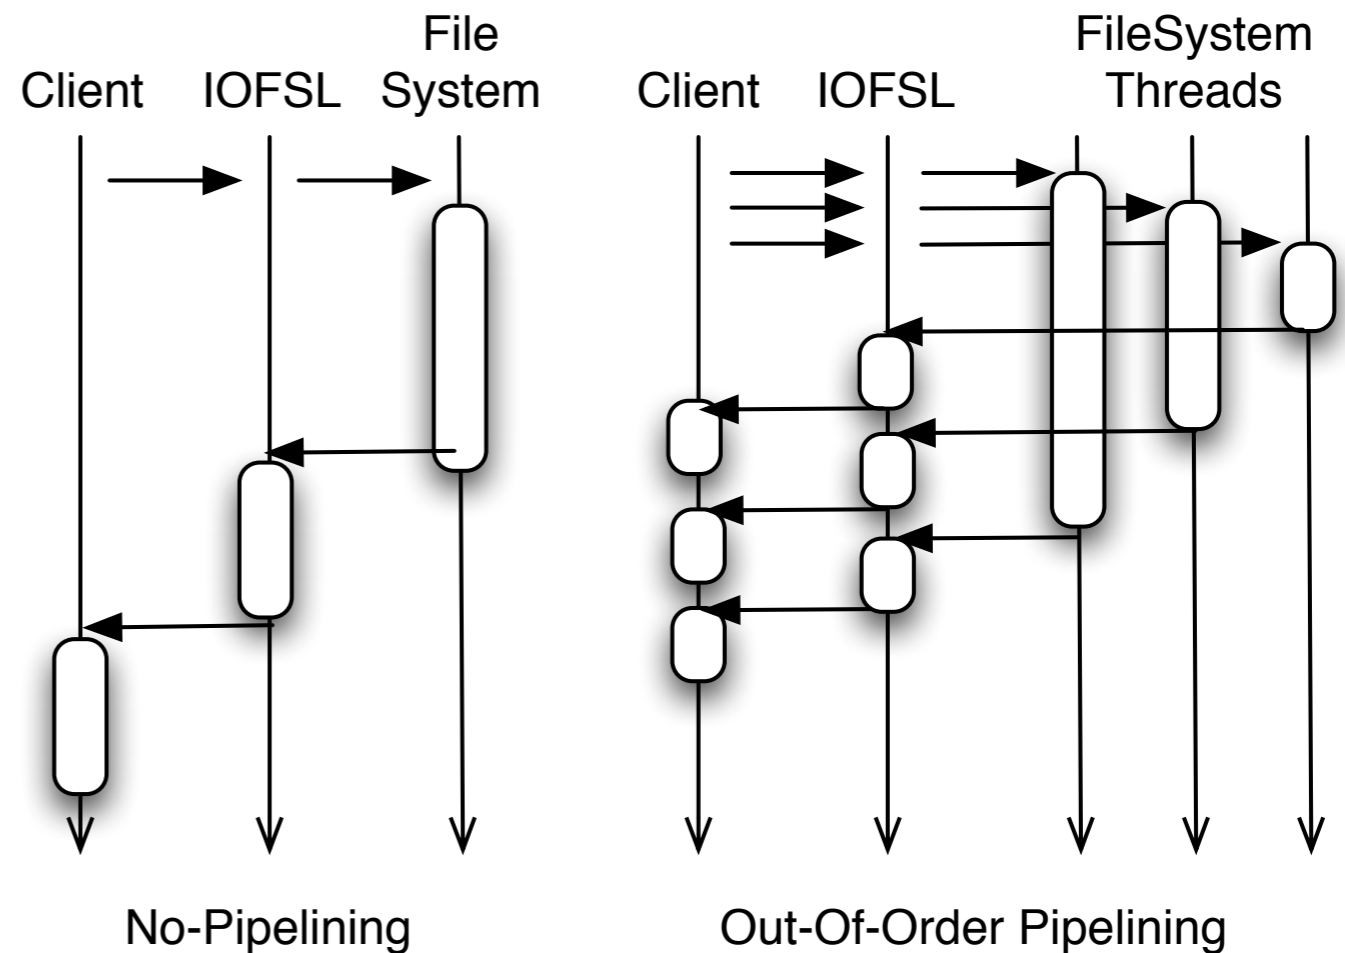 File
Client IOFSL System
FileSystem
Client IOFSL Threads
No-Pipelining
Out-Of-Order Pipelining